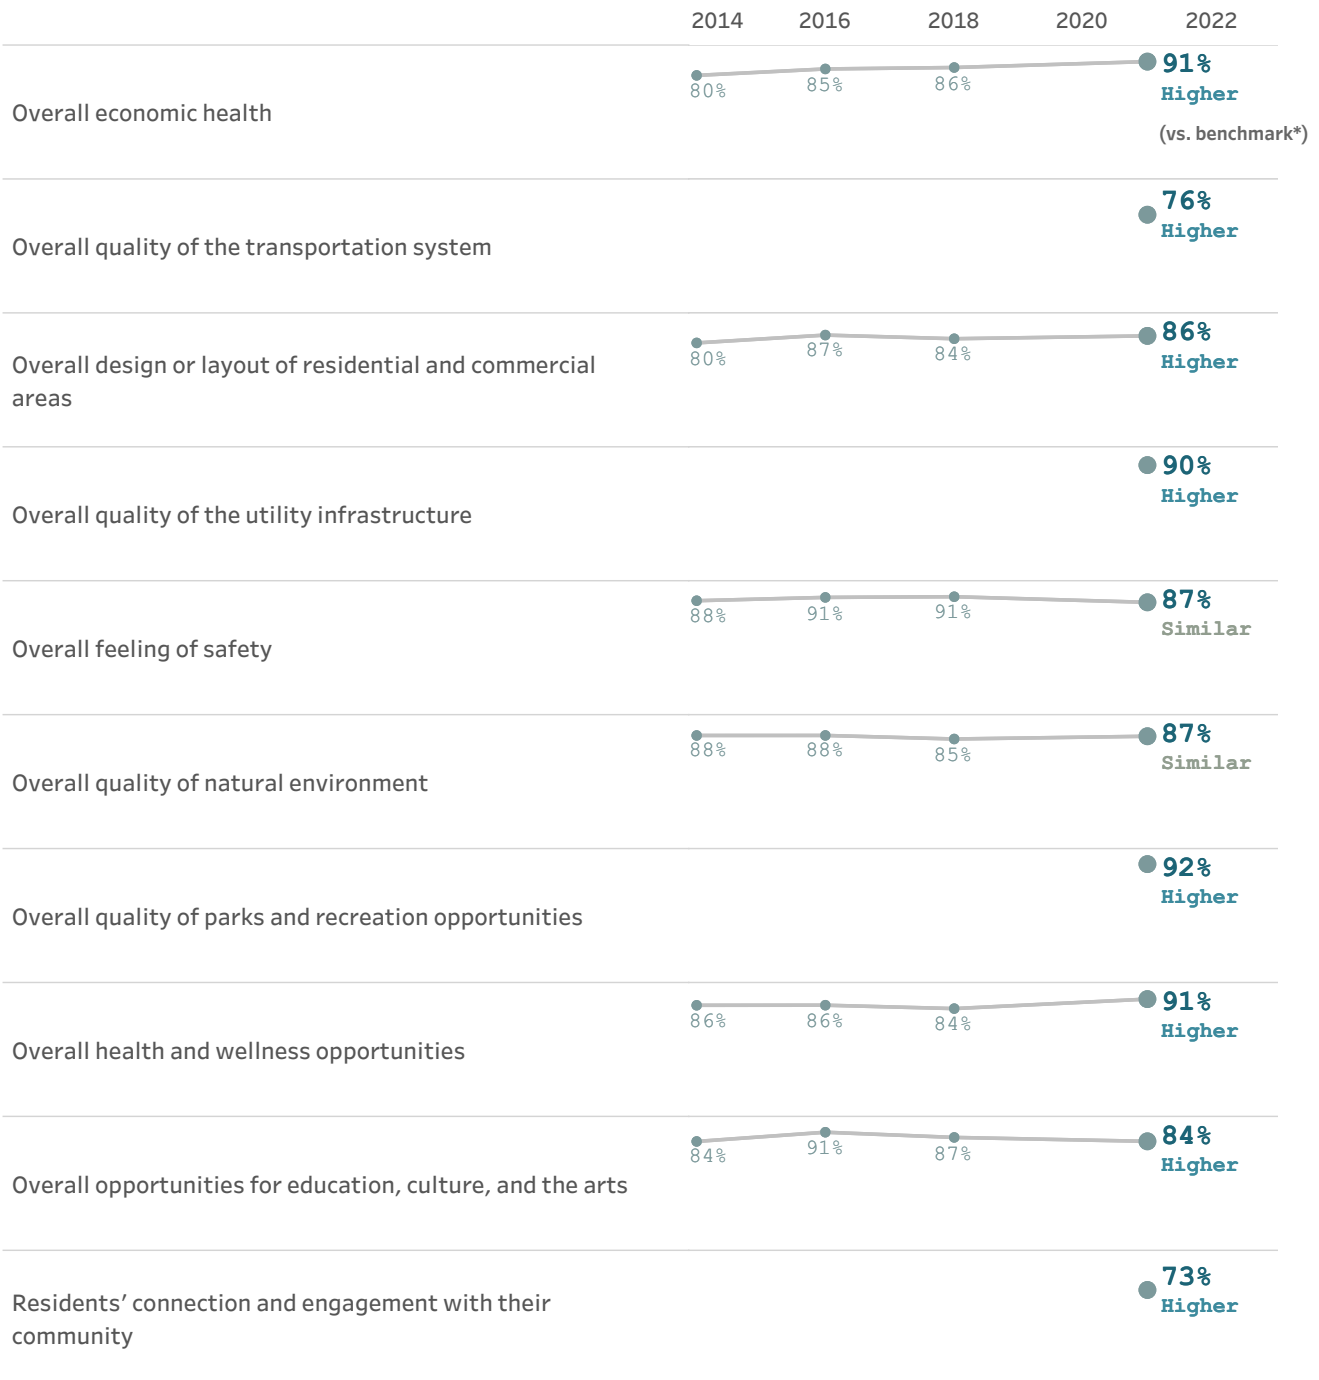 2014 2016 2018 2020 2022
Overall economic health
80% 85% 86% 91%
Higher
(vs. benchmark*)
Overall quality of the transportation system
76%
Higher
Overall design or layout of residential and commercial
areas
80% 87% 84% 86%
Higher
Overall quality of the utility infrastructure
90%
Higher
Overall feeling of safety
88% 91% 91% 87%
Similar
Overall quality of natural environment
88% 88% 85% 87%
Similar
Overall quality of parks and recreation opportunities
92%
Higher
Overall health and wellness opportunities
86% 86% 84% 91%
Higher
Overall opportunities for education, culture, and the arts
84% 91% 87% 84%
Higher
Residents’ connection and engagement with their
community
73%
Higher